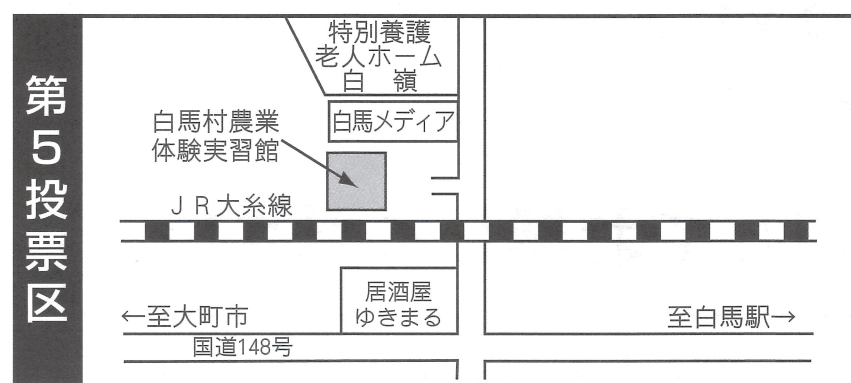 第5投票区
特別養護
老人ホーム
白 嶺
白馬メディア
白馬村農業
体験実習館
JR大糸線
居酒屋
ゆきまる
←至大町市
至白馬駅→
国道148号